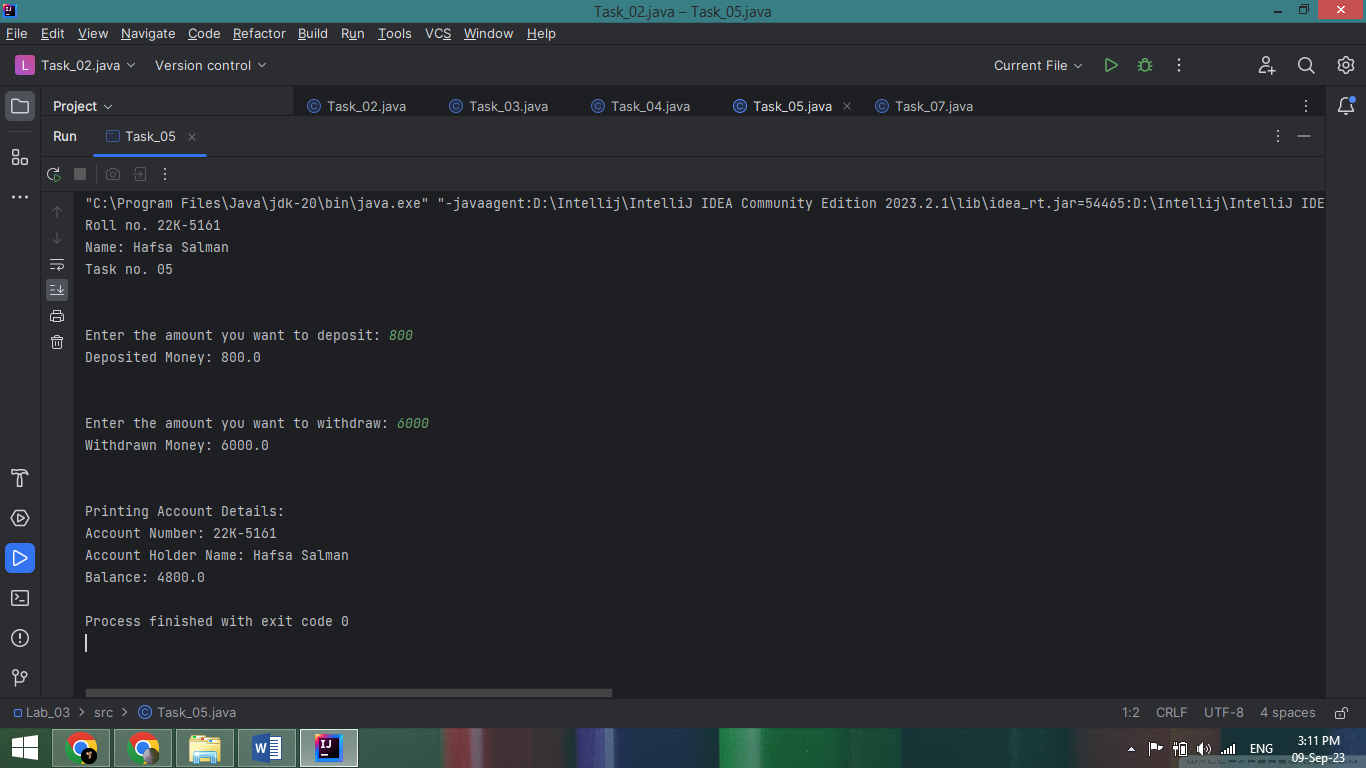 Task_02.java – Task_05.java
File Edit View Navigate Code Refactor Build Run Tools VCS Window Help
L Task_02.java Version control Current File
Project Task_02.java Task_03.java Task_04.java Task_05.java Task_07.java
Run Task_05
"C:\Program Files\Java\jdk-20\bin\java.exe" "-javaagent:D:\Intellij\IntelliJ IDEA Community Edition 2023.2.1\lib\idea_rt.jar=54465:D:\Intellij\IntelliJ IDE
Roll no. 22K-5161
Name: Hafsa Salman
Task no. 05
Enter the amount you want to deposit: 800
Deposited Money: 800.0
Enter the amount you want to withdraw: 6000
Withdrawn Money: 6000.0
Printing Account Details:
Account Number: 22K-5161
Account Holder Name: Hafsa Salman
Balance: 4800.0
Process finished with exit code 0
Lab_03 > src > Task_05.java 1:2 CRLF UTF-8 4 spaces
ENG 3:11 PM
09-Sep-23